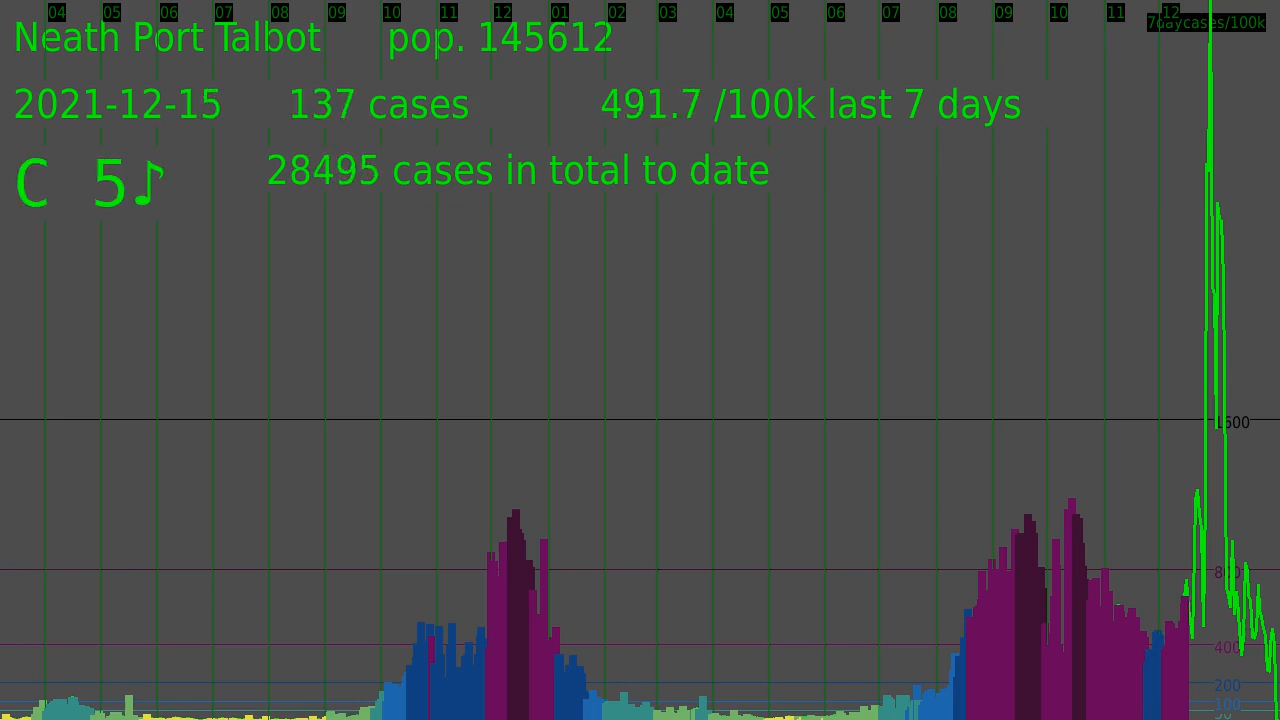 04 05 06 07 08 09 10 11 12 01 02 03 04 05 06 07 08 09 10 11 12
7daycases/100k
Neath Port Talbot pop. 145612
2021-12-15 137 cases 491.7 /100k last 7 days
C 5♪ 28495 cases in total to date
1600
800
400
200
100
50